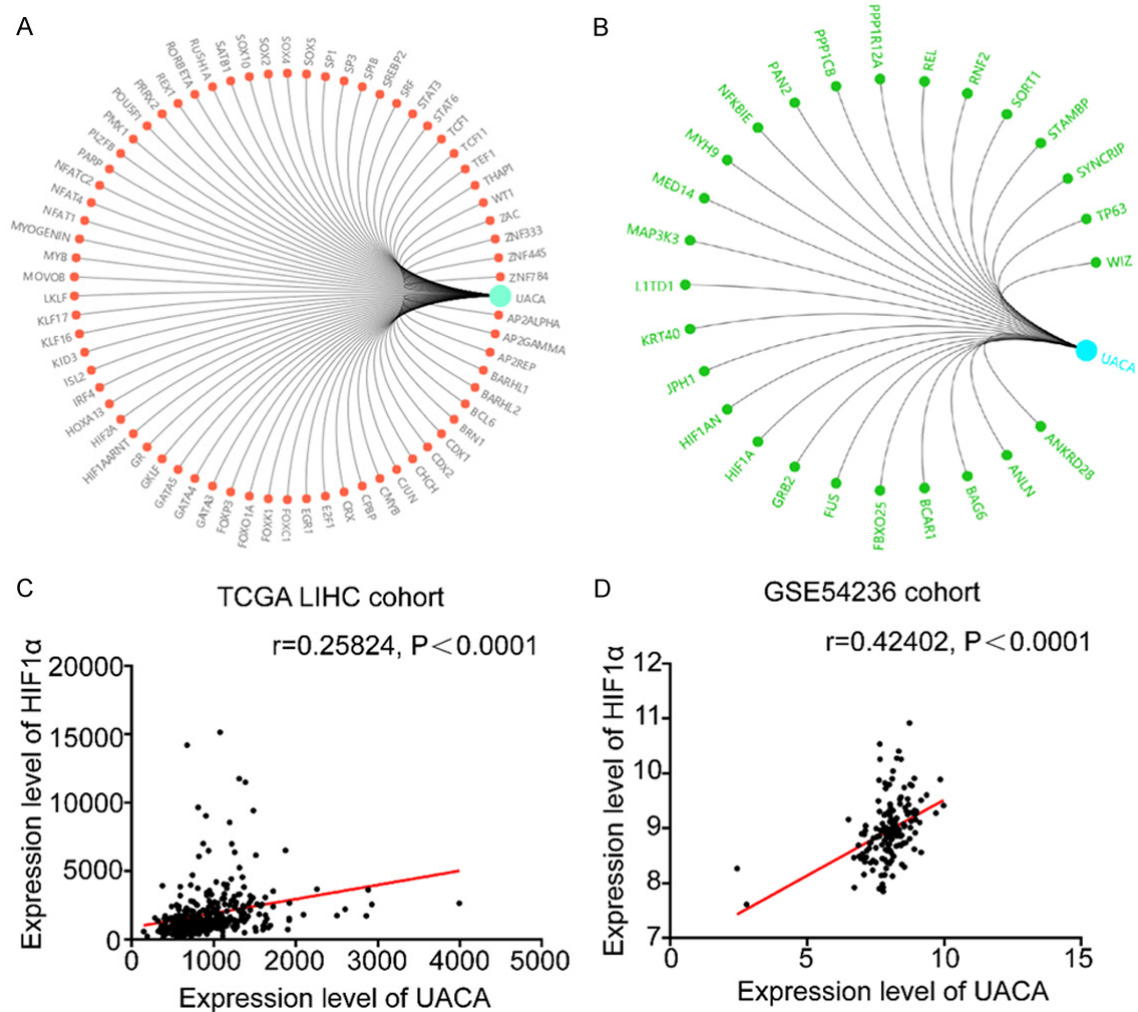 A
SOX5
SOX4
SOX2
SOX10
SATB1
RUSH1A
RORBETA
REX1
PRRX2
POU5F1
PMX1
PLZFB
PARP
NFATC2
NFAT4
NFAT1
MYOGENIN
MYB
MOVOB
LKLF
KLF17
KLF16
KID3
ISL2
IRF4
HOXA13
HIF2A
HIF1AARNT
GR
GKLF
GATA5
GATA4
GATA3
FOXP3
FOXO1A
FOXK1
FOXC1
EGR1
E2F1
CRX
CPBP
CMYB
CJUN
CHCH
CDX2
CDX1
BRN1
BCL6
BARHL2
BARHL1
AP2REP
AP2GAMMA
AP2ALPHA
UACA
ZNF784
ZNF445
ZNF333
ZAC
WT1
THAP1
TEF1
TCF11
TCF1
STAT6
STAT3
SRF
SREBP2
SPIB
SP3
SP1
B
PPP1R12A
PPP1CB
PAN2
NFKBIE
MYH9
MED14
MAP3K3
L1TD1
KRT40
JPH1
HIF1AN
HIF1A
GRB2
FUS
FBXO25
BCAR1
BAG6
ANLN
ANKRD28
UACA
WIZ
TP63
SYNCRIP
STAMBP
SORT1
RNF2
REL
C
TCGA LIHC cohort
r=0.25824, P<0.0001
Expression level of HIF1α
20000
15000
10000
5000
0
0 1000 2000 3000 4000 5000
Expression level of UACA
D
GSE54236 cohort
r=0.42402, P<0.0001
Expression level of HIF1α
12
11
10
9
8
7
0 5 10 15
Expression level of UACA